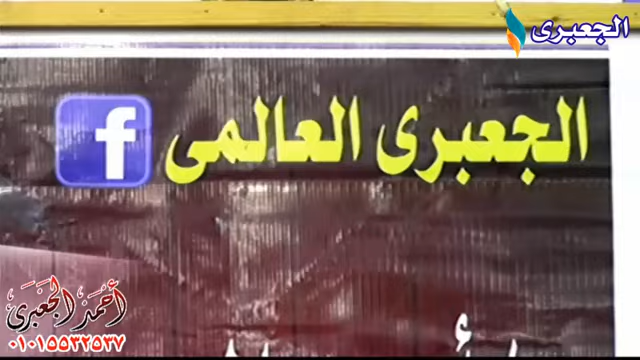 الجعبرى
الجعبرى العالمى
أحمد الجعبرى
٠١٠١٥٥٣٢٥٣٧